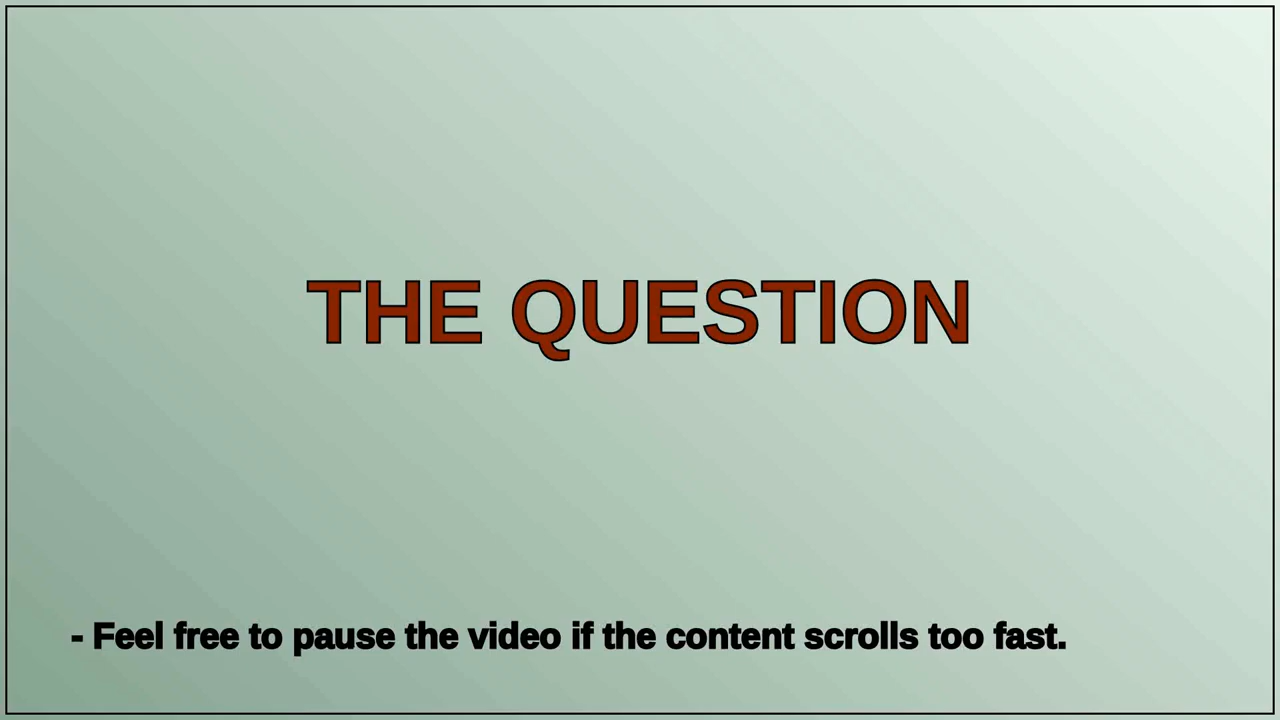 THE QUESTION
- Feel free to pause the video if the content scrolls too fast.